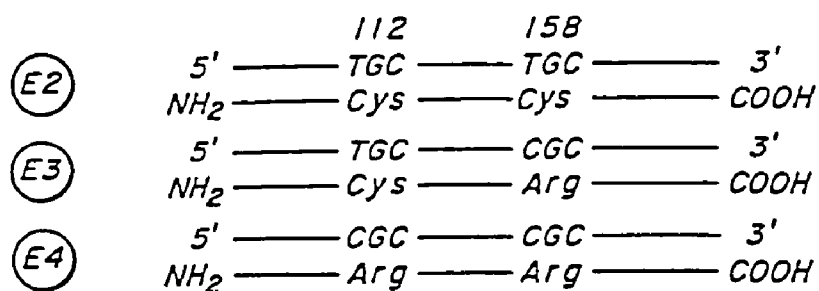 112 158
E2 5' TGC TGC 3'
NH2 Cys Cys COOH
E3 5' TGC CGC 3'
NH2 Cys Arg COOH
E4 5' CGC CGC 3'
NH2 Arg Arg COOH